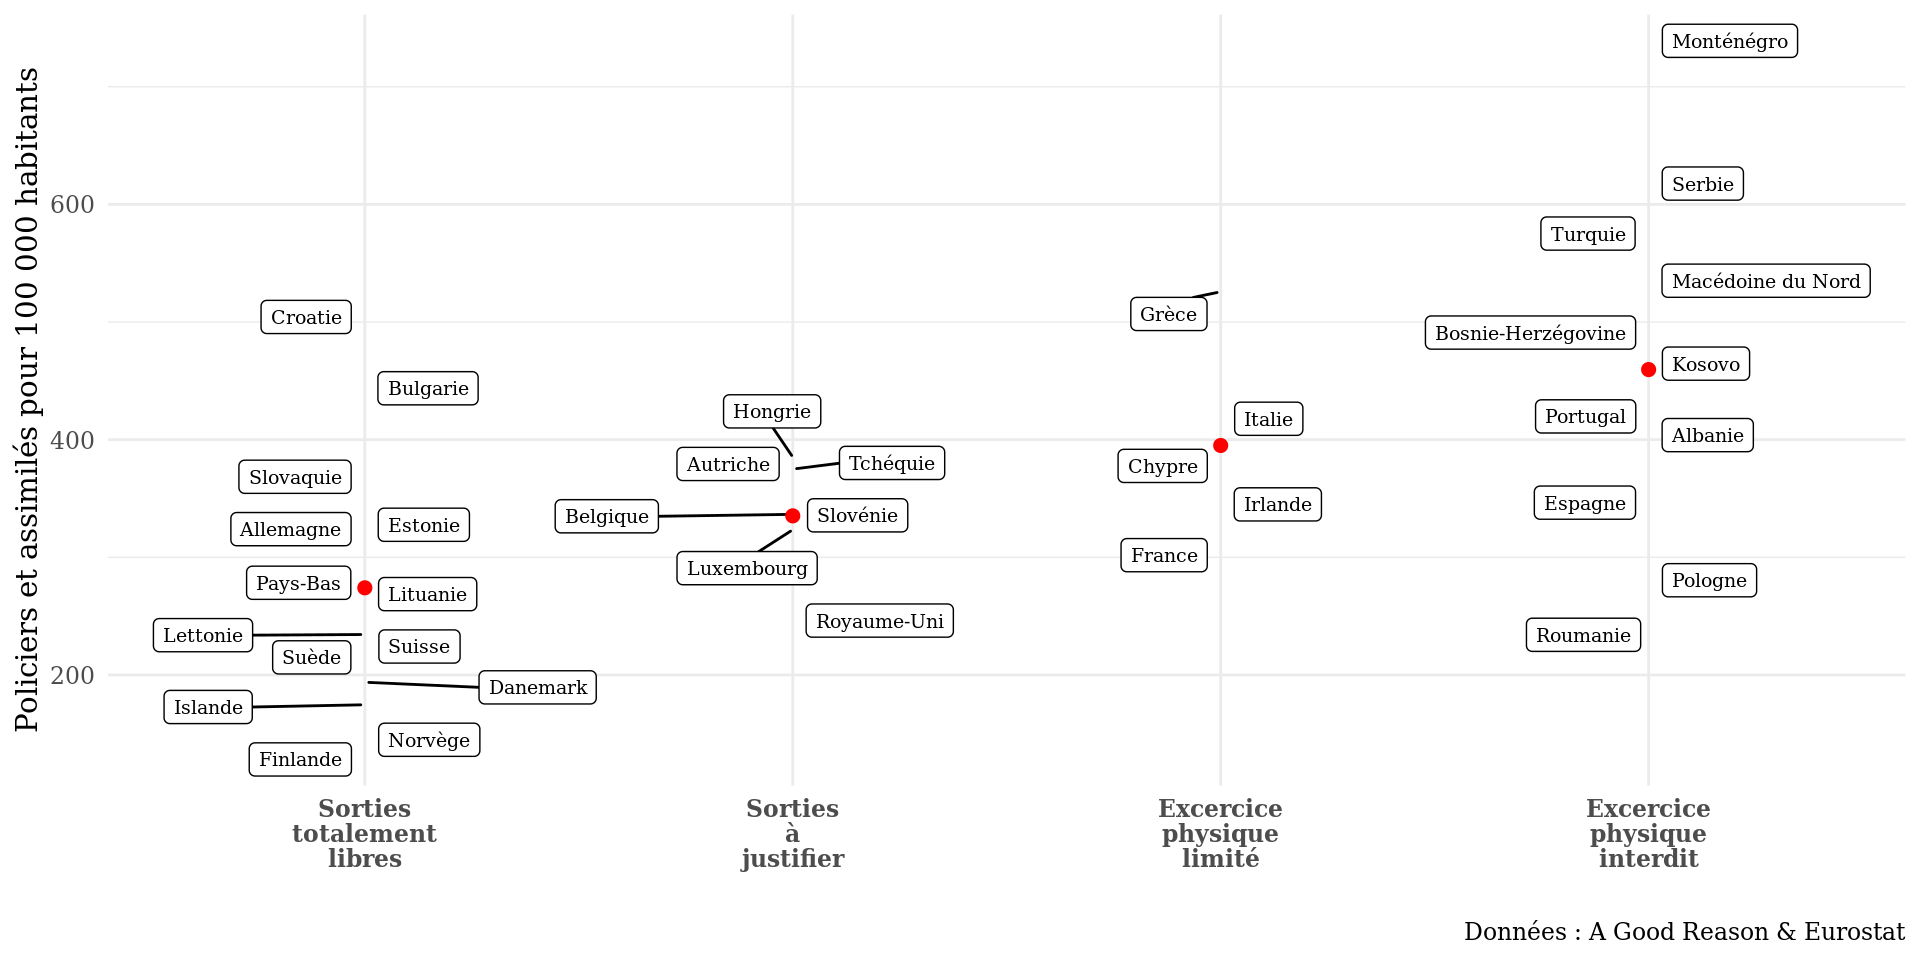 Policiers et assimilés pour 100 000 habitants
600
400
200
Monténégro
Serbie
Turquie
Macédoine du Nord
Croatie
Grèce
Bosnie-Herzégovine
Kosovo
Bulgarie
Hongrie
Italie
Portugal
Albanie
Slovaquie
Autriche
Tchéquie
Chypre
Allemagne
Estonie
Belgique
Slovénie
Irlande
Espagne
Pays-Bas
Lituanie
Luxembourg
France
Pologne
Lettonie
Suède
Suisse
Royaume-Uni
Roumanie
Danemark
Islande
Norvège
Finlande
Sorties
totalement
libres
Sorties
à
justifier
Excercice
physique
limité
Excercice
physique
interdit
Données : A Good Reason & Eurostat